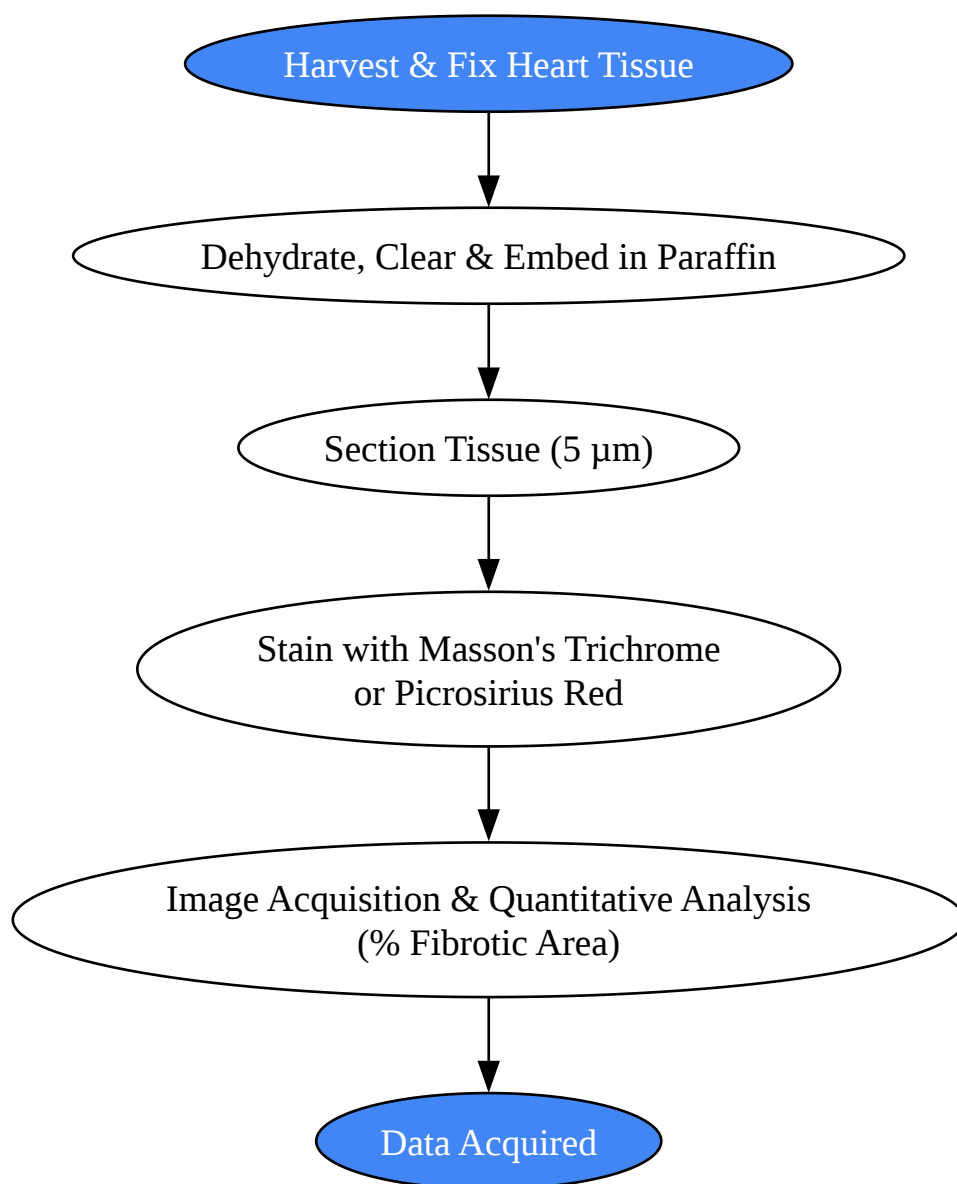 Harvest & Fix Heart Tissue
Dehydrate, Clear & Embed in Paraffin
Section Tissue (5 µm)
Stain with Masson's Trichrome
or Picrosirius Red
Image Acquisition & Quantitative Analysis
(% Fibrotic Area)
Data Acquired